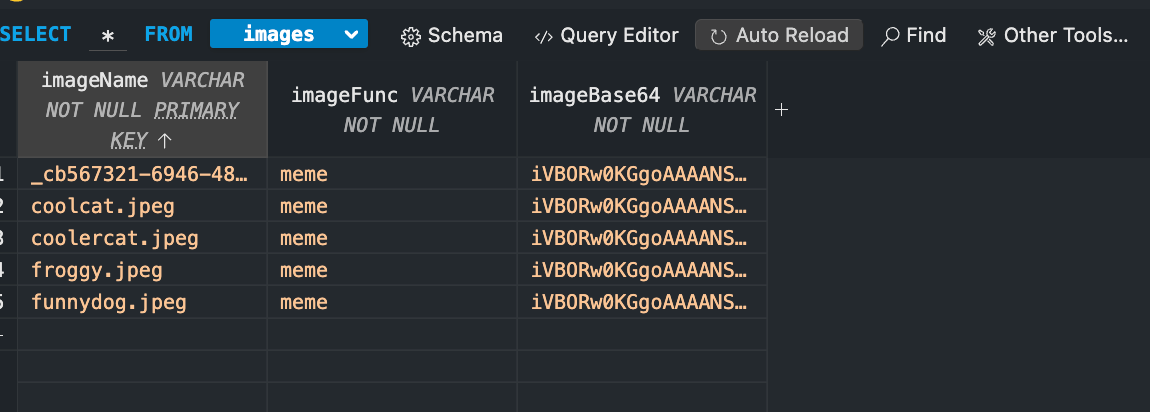 SELECT * FROM images Schema Query Editor Auto Reload Find Other Tools...
imageName VARCHAR
NOT NULL PRIMARY
KEY ↑
imageFunc VARCHAR
NOT NULL
imageBase64 VARCHAR
NOT NULL
+
_cb567321-6946-48… meme iVBORw0KGgoAAAANS…
2 coolcat.jpeg meme iVBORw0KGgoAAAANS…
3 coolercat.jpeg meme iVBORw0KGgoAAAANS…
froggy.jpeg meme iVBORw0KGgoAAAANS…
5 funnydog.jpeg meme iVBORw0KGgoAAAANS…